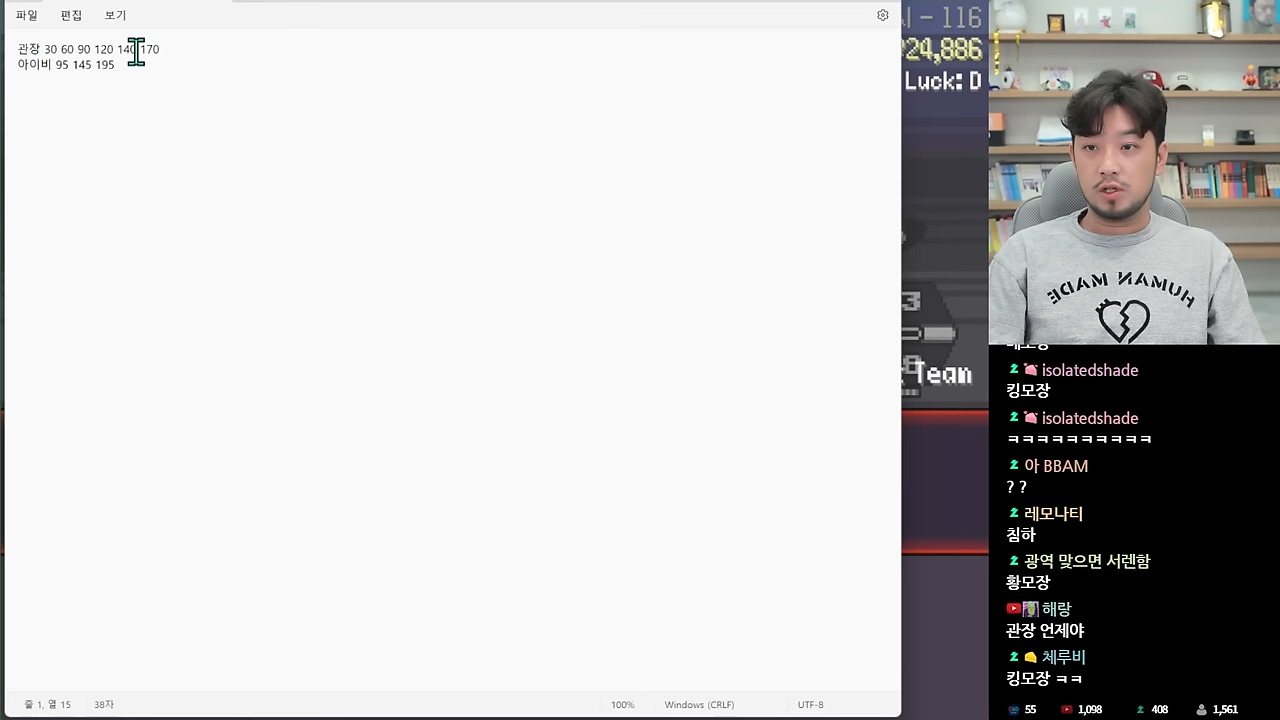 파일 편집 보기
관장 30 60 90 120 140 170
아이비 95 145 195
줄 1, 열 15 38자 100% Windows (CRLF) UTF-8
- 116
24,886
Luck: D
3
Team
HUMAN MADE
isolatedshade
킹모장
isolatedshade
ㅋㅋㅋㅋㅋㅋㅋㅋㅋㅋ
아 BBAM
? ?
레모나티
침하
광역 맞으면 서렌함
황모장
해랑
관장 언제야
체루비
킹모장 ㅋㅋ
55 1,098 408 1,561